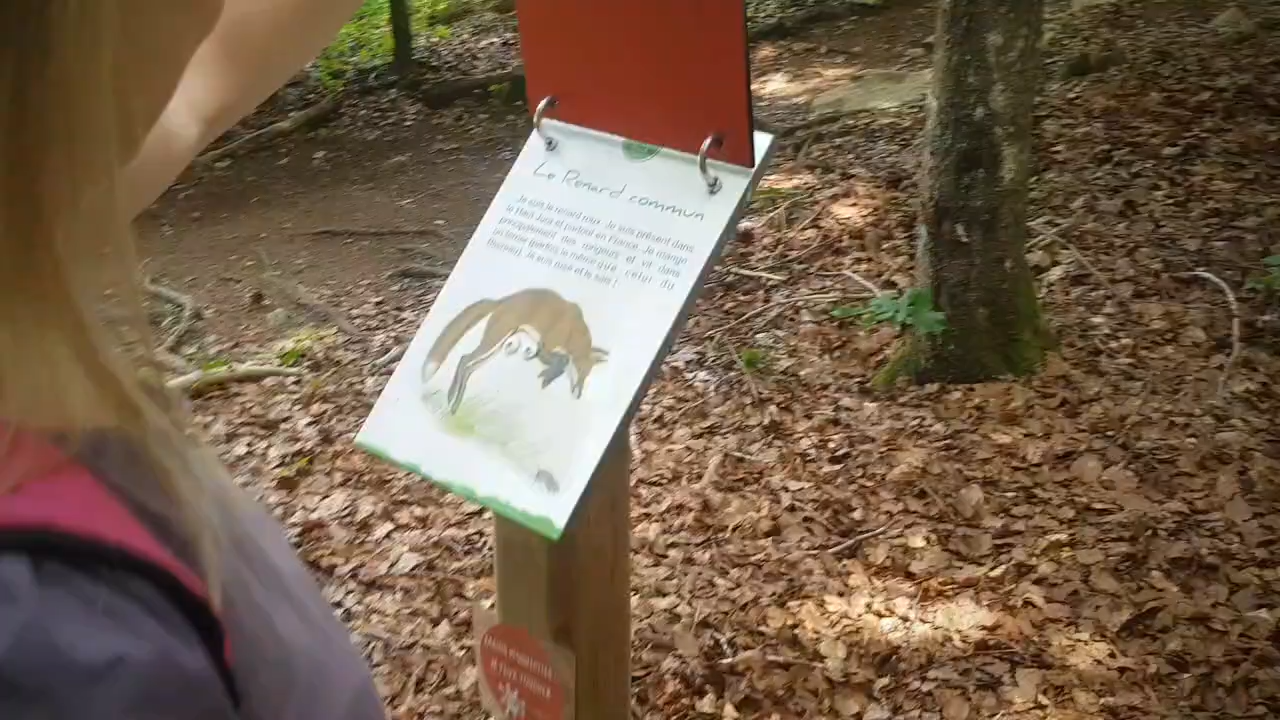 Le Renard commun
Je suis le renard roux. Je suis présent dans
le Haut-Jura et partout en France. Je mange
principalement des rongeurs et vit dans
un terrier (parfois le même que celui du
blaireau). Je suis rusé et le sais !